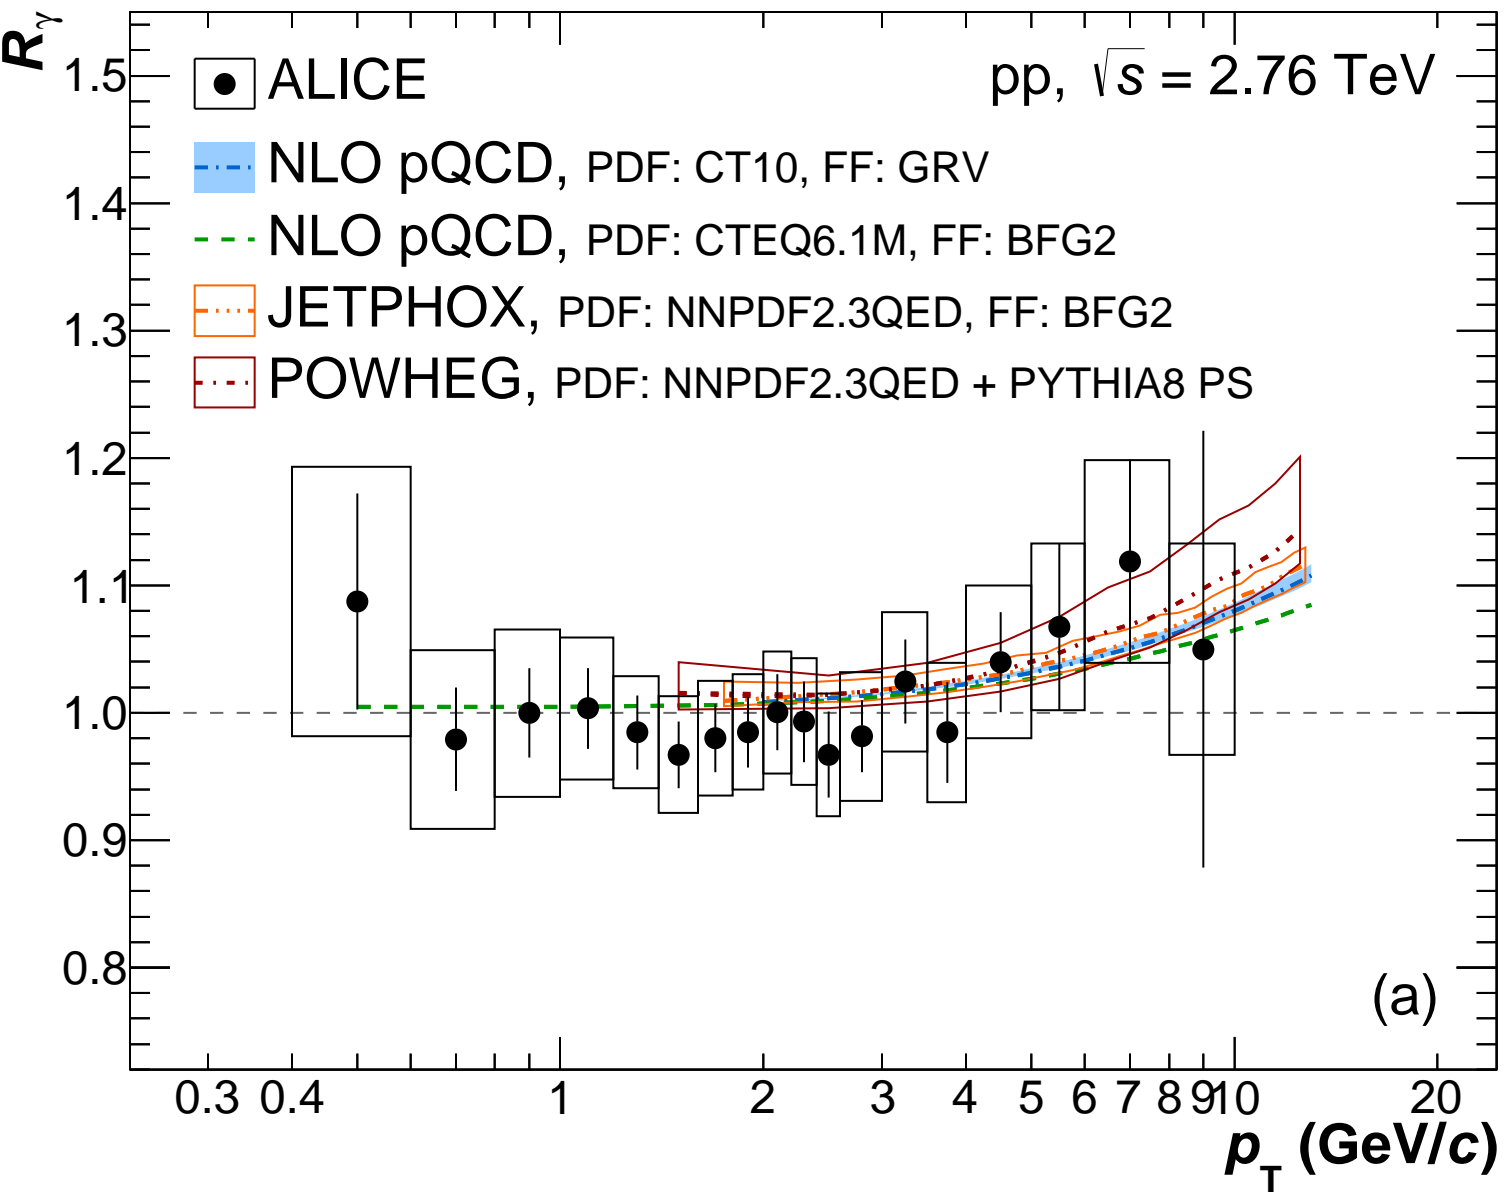 R_γ
1.5
1.4
1.3
1.2
1.1
1.0
0.9
0.8
pp, √s = 2.76 TeV
ALICE
NLO pQCD, PDF: CT10, FF: GRV
NLO pQCD, PDF: CTEQ6.1M, FF: BFG2
JETPHOX, PDF: NNPDF2.3QED, FF: BFG2
POWHEG, PDF: NNPDF2.3QED + PYTHIA8 PS
(a)
0.3 0.4 1 2 3 4 5 6 7 8 9 10 20
p_T (GeV/c)